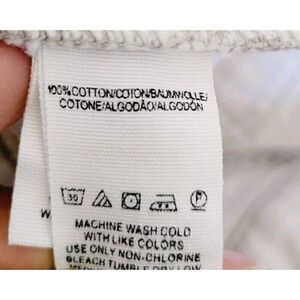 100% COTTON/COTON/BAUMWOLLE/
COTONE/ALGODÃO/ALGODÓN
30
P
W
MACHINE WASH COLD
WITH LIKE COLORS
USE ONLY NON-CHLORINE
BLEACH TUMBLE DRY LOW